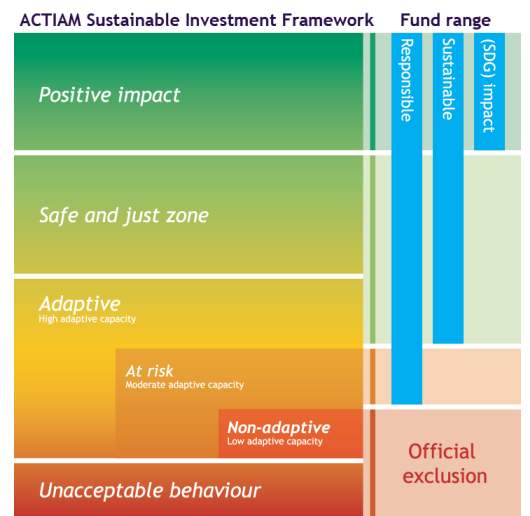 ACTIAM Sustainable Investment Framework
Fund range
Positive impact
Responsible
Sustainable
(SDG) impact
Safe and just zone
Adaptive
High adaptive capacity
At risk
Moderate adaptive capacity
Non-adaptive
Low adaptive capacity
Official
exclusion
Unacceptable behaviour